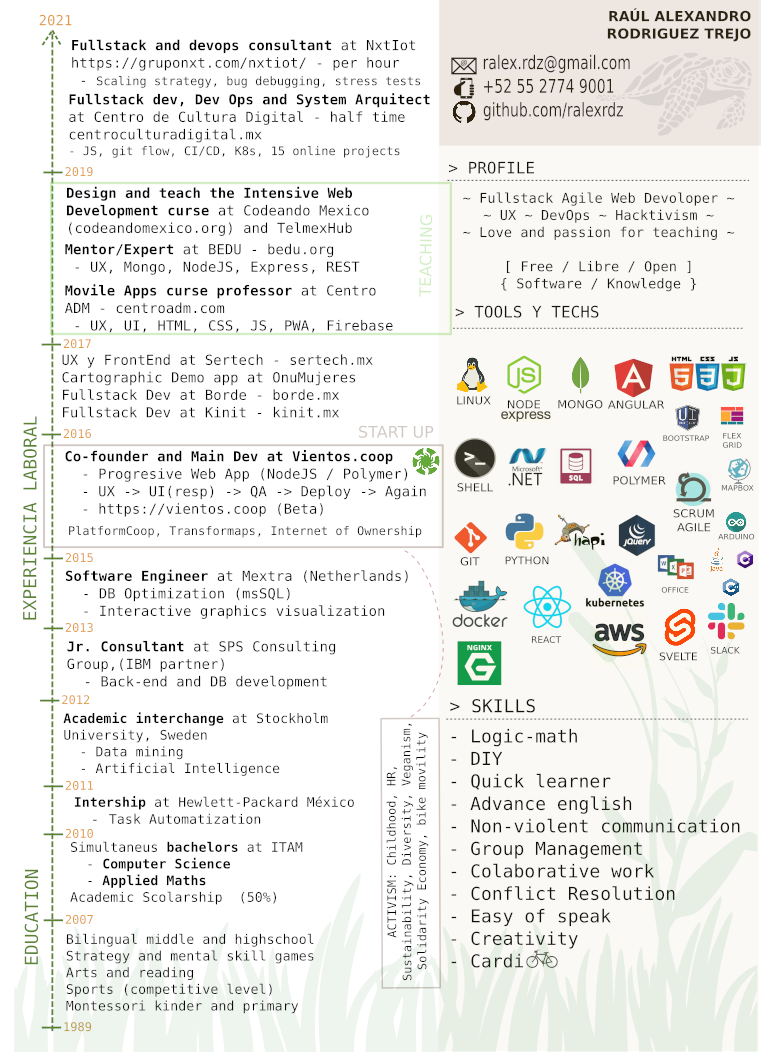 2021
Fullstack and devops consultant at NxtIot
https://gruponxt.com/nxtiot/ - per hour
- Scaling strategy, bug debugging, stress tests
Fullstack dev, Dev Ops and System Arquitect
at Centro de Cultura Digital - half time
centroculturadigital.mx
- JS, git flow, CI/CD, K8s, 15 online projects
2019
Design and teach the Intensive Web
Development curse at Codeando Mexico
(codeandomexico.org) and TelmexHub
Mentor/Expert at BEDU - bedu.org
- UX, Mongo, NodeJS, Express, REST
Movile Apps curse professor at Centro
ADM - centroadm.com
- UX, UI, HTML, CSS, JS, PWA, Firebase
TEACHING
2017
UX y FrontEnd at Sertech - sertech.mx
Cartographic Demo app at OnuMujeres
Fullstack Dev at Borde - borde.mx
Fullstack Dev at Kinit - kinit.mx
2016
START UP
Co-founder and Main Dev at Vientos.coop
- Progresive Web App (NodeJS / Polymer)
- UX -> UI(resp) -> QA -> Deploy -> Again
- https://vientos.coop (Beta)
PlatformCoop, Transformaps, Internet of Ownership
2015
Software Engineer at Mextra (Netherlands)
- DB Optimization (msSQL)
- Interactive graphics visualization
2013
Jr. Consultant at SPS Consulting
Group,(IBM partner)
- Back-end and DB development
2012
Academic interchange at Stockholm
University, Sweden
- Data mining
- Artificial Intelligence
2011
Intership at Hewlett-Packard México
- Task Automatization
2010
Simultaneus bachelors at ITAM
- Computer Science
- Applied Maths
Academic Scolarship (50%)
2007
Bilingual middle and highschool
Strategy and mental skill games
Arts and reading
Sports (competitive level)
Montessori kinder and primary
1989
EXPERIENCIA LABORAL
EDUCATION
ACTIVISM: Childhood, HR,
Sustainability, Diversity, Veganism,
Solidarity Economy, bike movility
RAÚL ALEXANDRO
RODRIGUEZ TREJO
ralex.rdz@gmail.com
+52 55 2774 9001
github.com/ralexrdz
> PROFILE
~ Fullstack Agile Web Devoloper ~
~ UX ~ DevOps ~ Hacktivism ~
~ Love and passion for teaching ~
[ Free / Libre / Open ]
{ Software / Knowledge }
> TOOLS Y TECHS
HTML CSS JS
5 3
JS
LINUX
NODE
express
MONGO
A
ANGULAR
UI
BOOTSTRAP
FLEX
GRID
SHELL
Microsoft
.NET
SQL
POLYMER
SCRUM
AGILE
MAPBOX
ARDUINO
GIT
PYTHON
hapi
jQuery
W X P
OFFICE
Java
C
C
docker
REACT
kubernetes
aws
SVELTE
SLACK
NGINX
G
> SKILLS
- Logic-math
- DIY
- Quick learner
- Advance english
- Non-violent communication
- Group Management
- Colaborative work
- Conflict Resolution
- Easy of speak
- Creativity
- Cardi